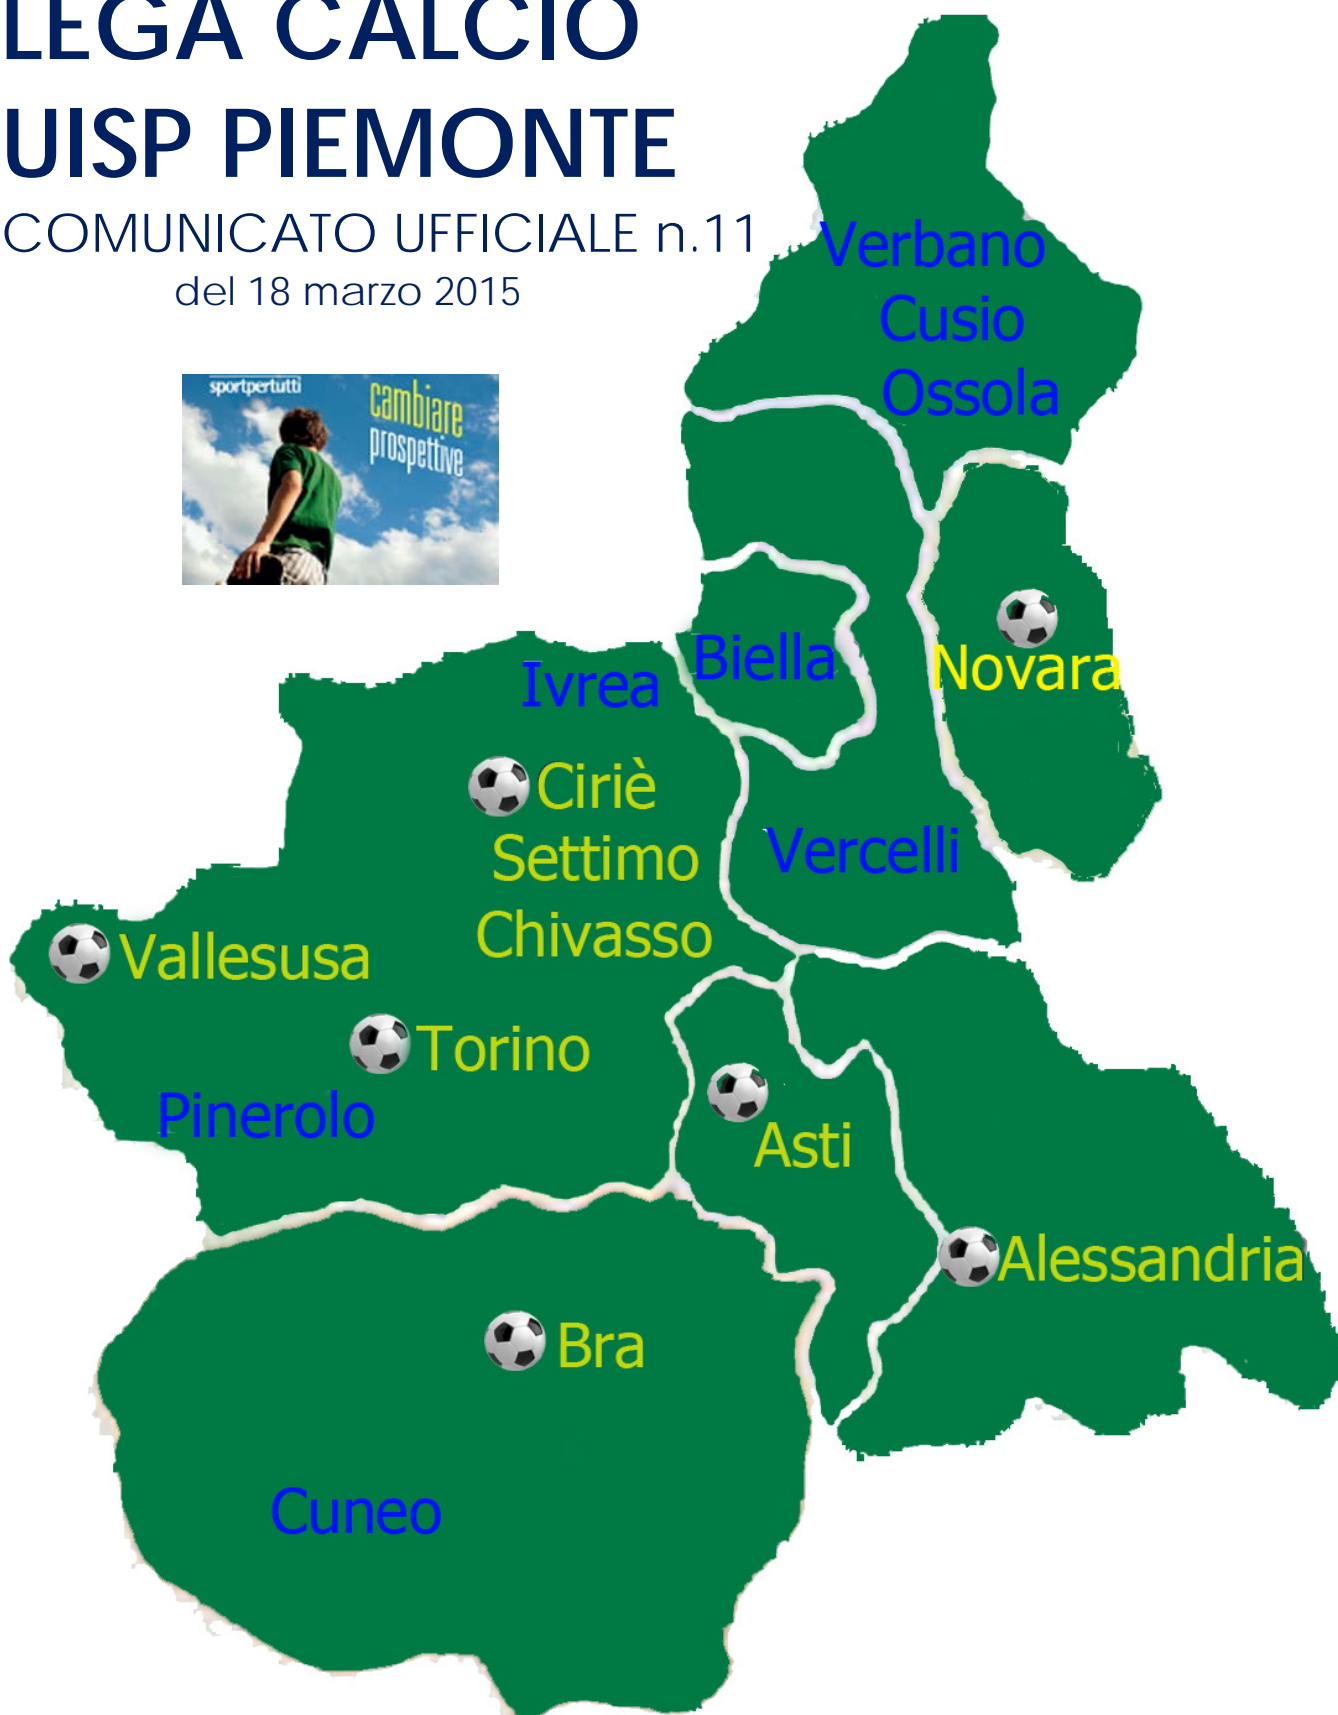 LEGA CALCIO
UISP PIEMONTE
COMUNICATO UFFICIALE n.11
del 18 marzo 2015
sportpertutti
cambiare
prospettive
Verbano
Cusio
Ossola
Biella
Novara
Ivrea
Ciriè
Settimo
Chivasso
Vercelli
Vallesusa
Torino
Pinerolo
Asti
Alessandria
Bra
Cuneo